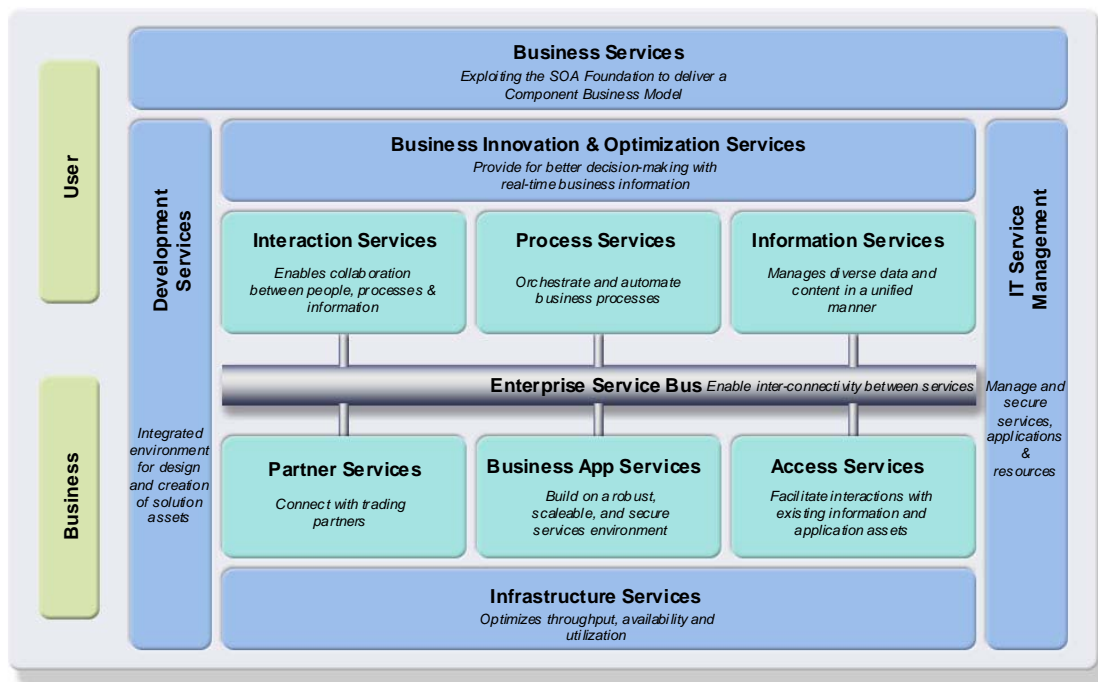 Business Services
Exploiting the SOA Foundation to deliver a
Component Business Model
User
Business
Development
Services
Integrated
environment
for design
and creation
of solution
assets
Business Innovation & Optimization Services
Provide for better decision-making with
real-time business information
Interaction Services
Enables collaboration
between people, processes &
information
Process Services
Orchestrate and automate
business processes
Information Services
Manages diverse data and
content in a unified
manner
Enterprise Service Bus Enable inter-connectivity between services
Partner Services
Connect with trading
partners
Business App Services
Build on a robust,
scaleable, and secure
services environment
Access Services
Facilitate interactions with
existing information and
application assets
Infrastructure Services
Optimizes throughput, availability and
utilization
IT Service
Management
Manage and
secure
services,
applications
&
resources